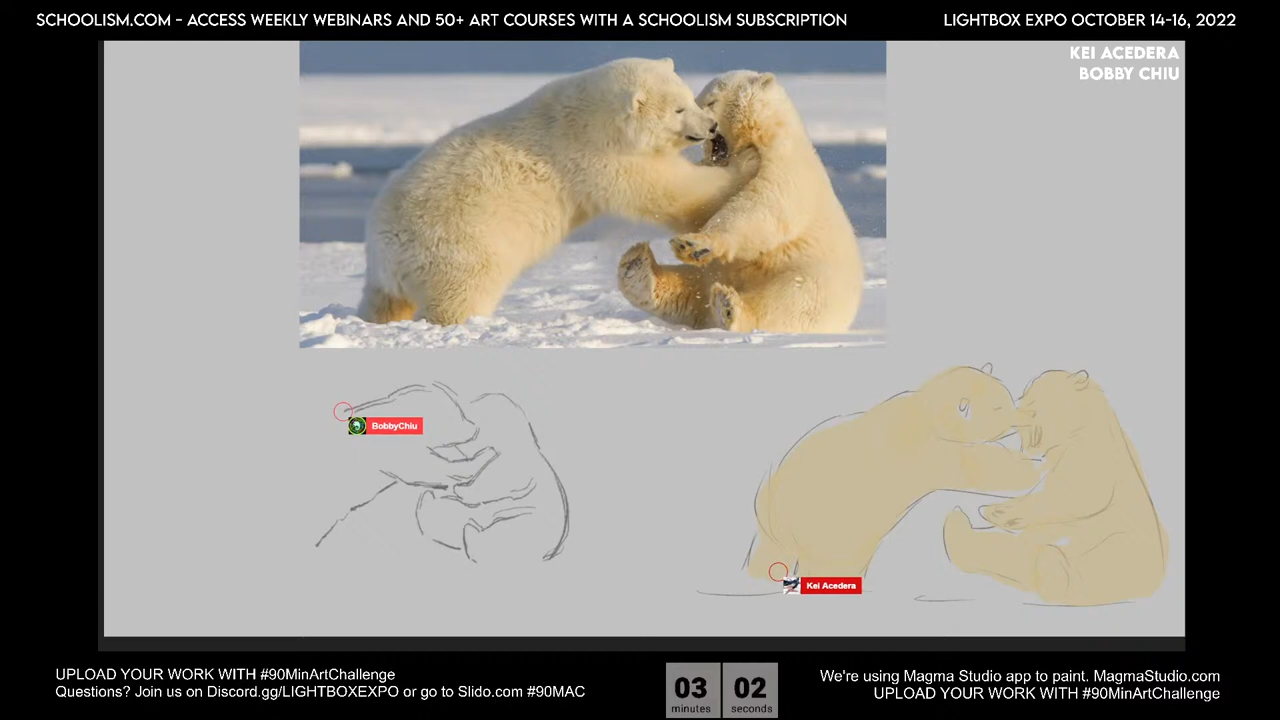 SCHOOLISM.COM - ACCESS WEEKLY WEBINARS AND 50+ ART COURSES WITH A SCHOOLISM SUBSCRIPTION
LIGHTBOX EXPO OCTOBER 14-16, 2022
KEI ACEDERA
BOBBY CHIU
BobbyChiu
Kei Acedera
UPLOAD YOUR WORK WITH #90MinArtChallenge
Questions? Join us on Discord.gg/LIGHTBOXEXPO or go to Slido.com #90MAC
03 02
minutes seconds
We're using Magma Studio app to paint. MagmaStudio.com
UPLOAD YOUR WORK WITH #90MinArtChallenge